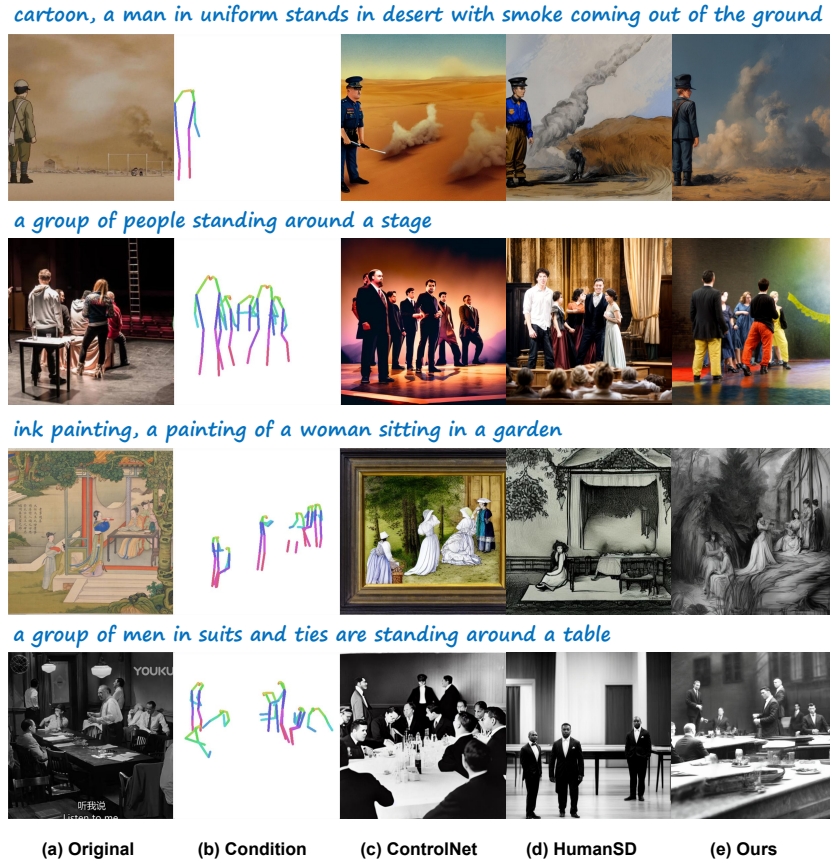 cartoon, a man in uniform stands in desert with smoke coming out of the ground
a group of people standing around a stage
ink painting, a painting of a woman sitting in a garden
a group of men in suits and ties are standing around a table
YOUKU
听我说
Listen to me
(a) Original
(b) Condition
(c) ControlNet
(d) HumanSD
(e) Ours